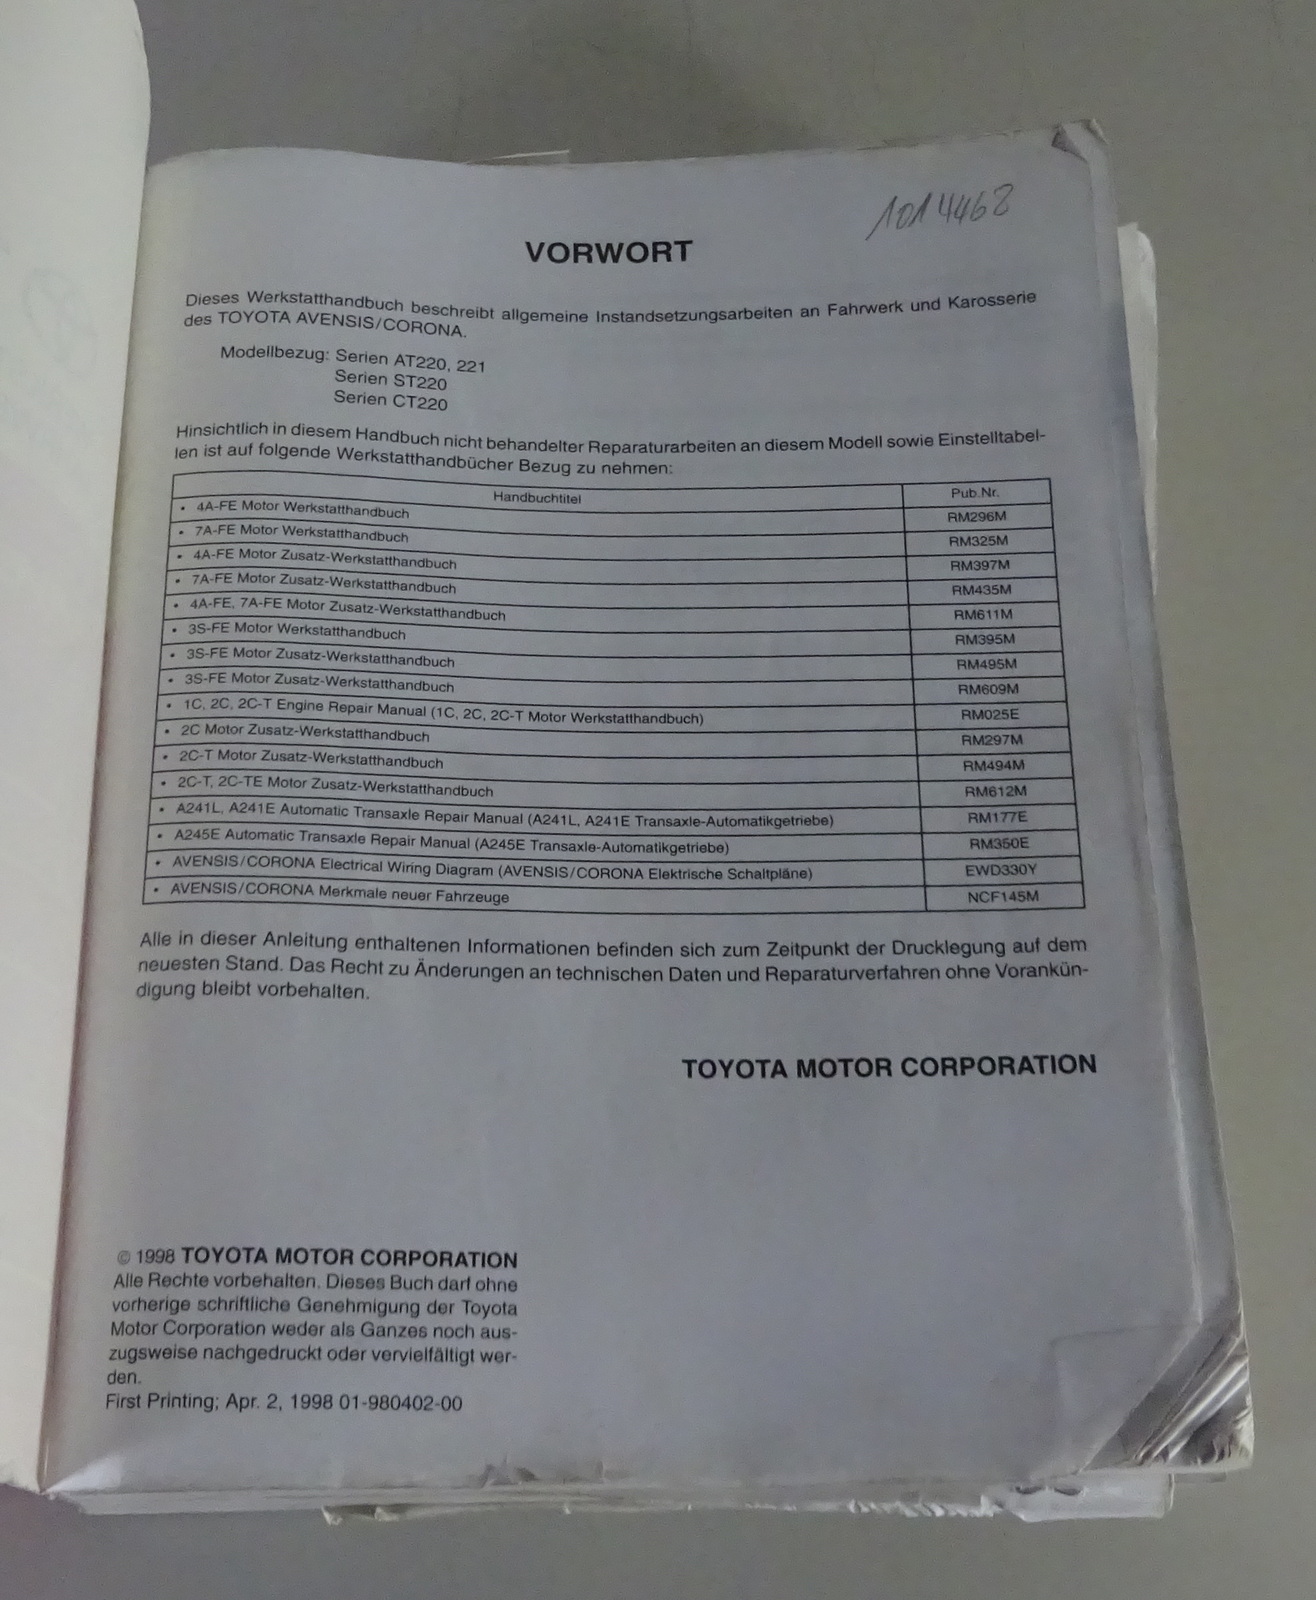 1014468
VORWORT
Dieses Werkstatthandbuch beschreibt allgemeine Instandsetzungsarbeiten an Fahrwerk und Karosserie
des TOYOTA AVENSIS/CORONA.
Modellbezug: Serien AT220, 221
Serien ST220
Serien CT220
Hinsichtlich in diesem Handbuch nicht behandelter Reparaturarbeiten an diesem Modell sowie Einstelltabel-
len ist auf folgende Werkstatthandbücher Bezug zu nehmen:
Handbuchtitel Pub.Nr.
• 4A-FE Motor Werkstatthandbuch RM296M
• 7A-FE Motor Werkstatthandbuch RM325M
• 4A-FE Motor Zusatz-Werkstatthandbuch RM397M
• 7A-FE Motor Zusatz-Werkstatthandbuch RM435M
• 4A-FE, 7A-FE Motor Zusatz-Werkstatthandbuch RM611M
• 3S-FE Motor Werkstatthandbuch RM395M
• 3S-FE Motor Zusatz-Werkstatthandbuch RM495M
• 3S-FE Motor Zusatz-Werkstatthandbuch RM609M
• 1C, 2C, 2C-T Engine Repair Manual (1C, 2C, 2C-T Motor Werkstatthandbuch) RM025E
• 2C Motor Zusatz-Werkstatthandbuch RM297M
• 2C-T Motor Zusatz-Werkstatthandbuch RM494M
• 2C-T, 2C-TE Motor Zusatz-Werkstatthandbuch RM612M
• A241L, A241E Automatic Transaxle Repair Manual (A241L, A241E Transaxle-Automatikgetriebe) RM177E
• A245E Automatic Transaxle Repair Manual (A245E Transaxle-Automatikgetriebe) RM350E
• AVENSIS/CORONA Electrical Wiring Diagram (AVENSIS/CORONA Elektrische Schaltpläne) EWD330Y
• AVENSIS/CORONA Merkmale neuer Fahrzeuge NCF145M
Alle in dieser Anleitung enthaltenen Informationen befinden sich zum Zeitpunkt der Drucklegung auf dem
neuesten Stand. Das Recht zu Änderungen an technischen Daten und Reparaturverfahren ohne Vorankün-
digung bleibt vorbehalten.
TOYOTA MOTOR CORPORATION
© 1998 TOYOTA MOTOR CORPORATION
Alle Rechte vorbehalten. Dieses Buch darf ohne
vorherige schriftliche Genehmigung der Toyota
Motor Corporation weder als Ganzes noch aus-
zugsweise nachgedruckt oder vervielfältigt wer-
den.
First Printing; Apr. 2, 1998 01-980402-00